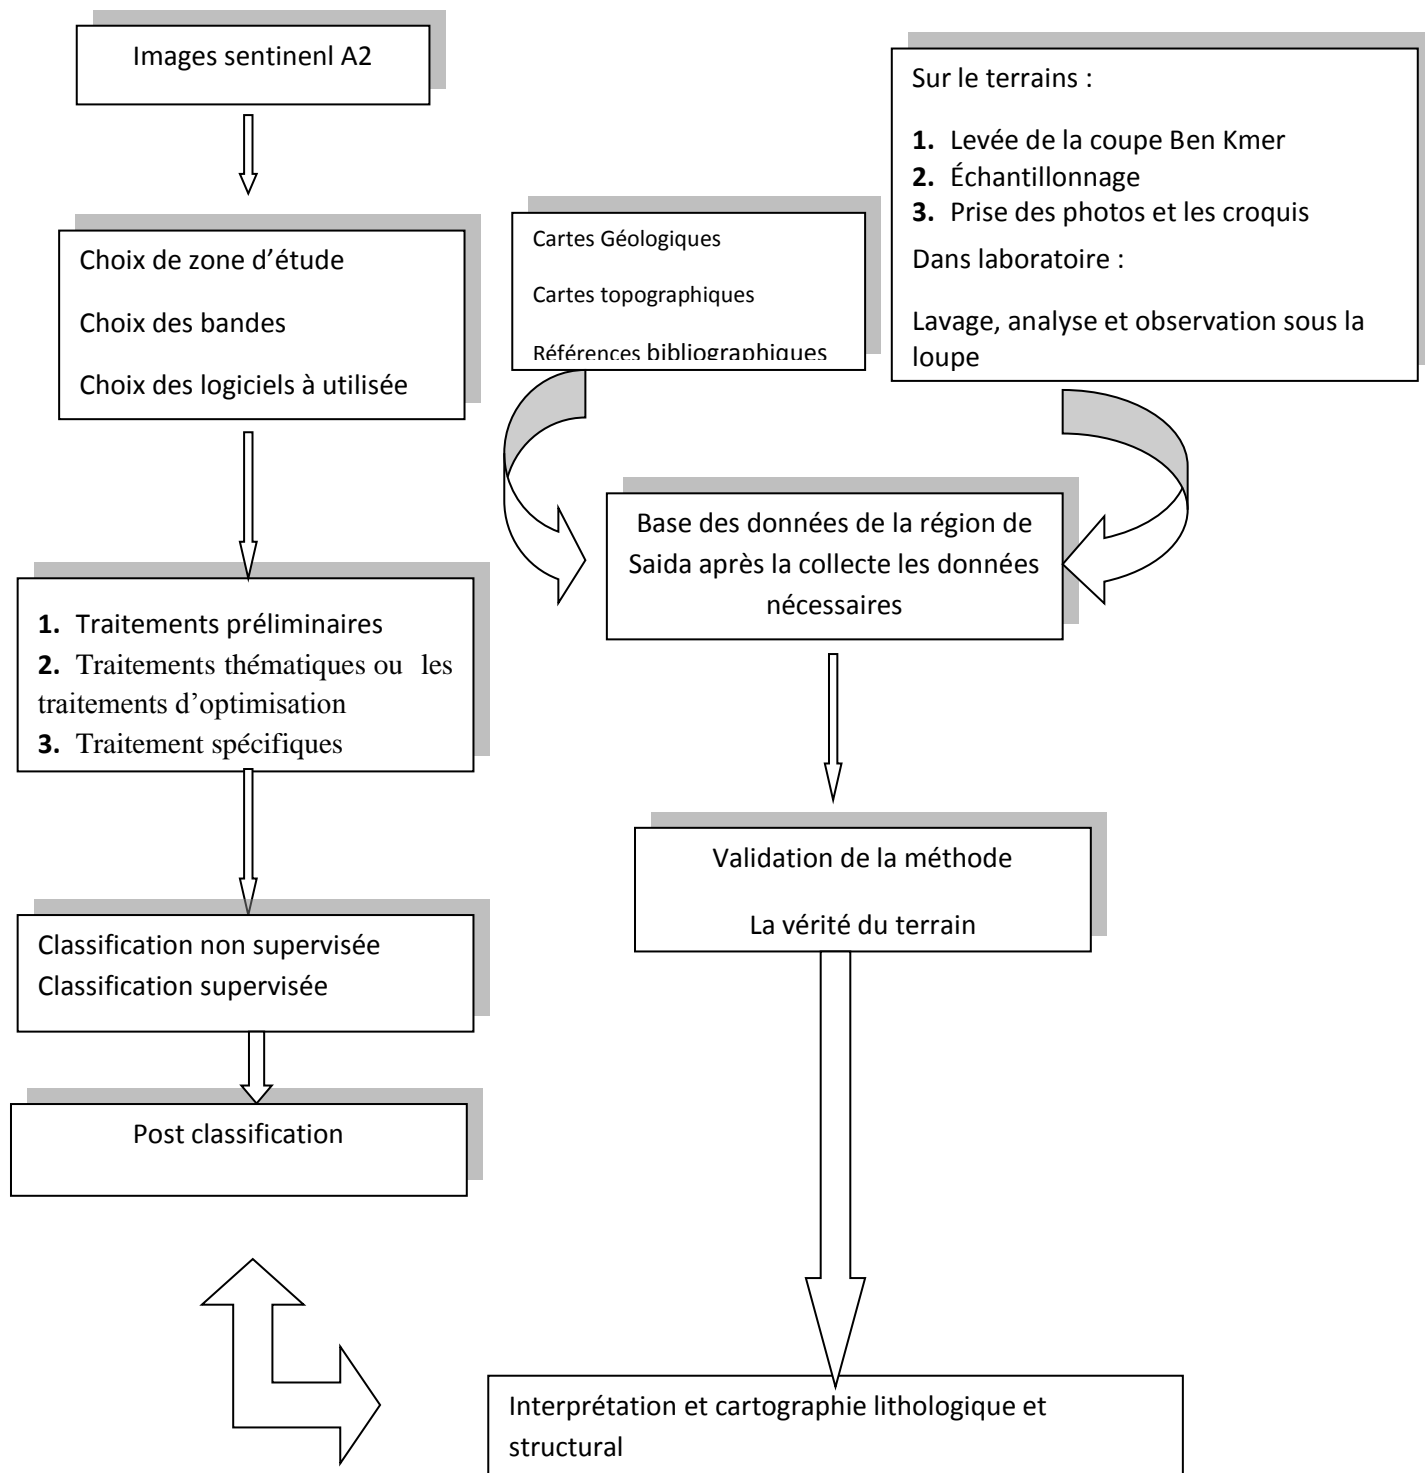 Images sentinenl A2
Choix de zone d’étude
Choix des bandes
Choix des logiciels à utilisée
1. Traitements préliminaires
2. Traitements thématiques ou les
traitements d’optimisation
3. Traitement spécifiques
Classification non supervisée
Classification supervisée
Post classification
Cartes Géologiques
Cartes topographiques
Références bibliographiques
Sur le terrains :
1. Levée de la coupe Ben Kmer
2. Échantillonnage
3. Prise des photos et les croquis
Dans laboratoire :
Lavage, analyse et observation sous la
loupe
Base des données de la région de
Saida après la collecte les données
nécessaires
Validation de la méthode
La vérité du terrain
Interprétation et cartographie lithologique et
structural